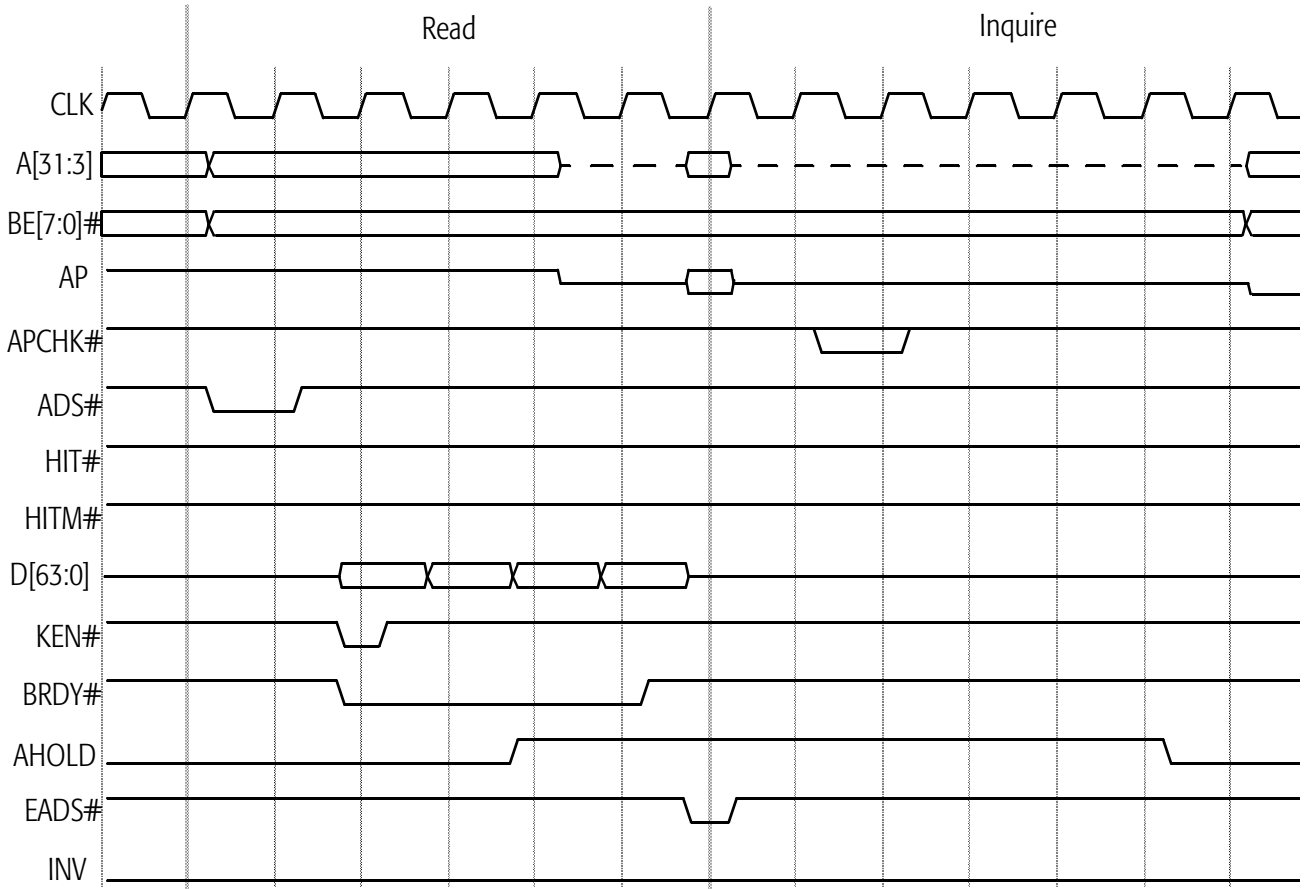 Read
Inquire
CLK
A[31:3]
BE[7:0]#
AP
APCHK#
ADS#
HIT#
HITM#
D[63:0]
KEN#
BRDY#
AHOLD
EADS#
INV